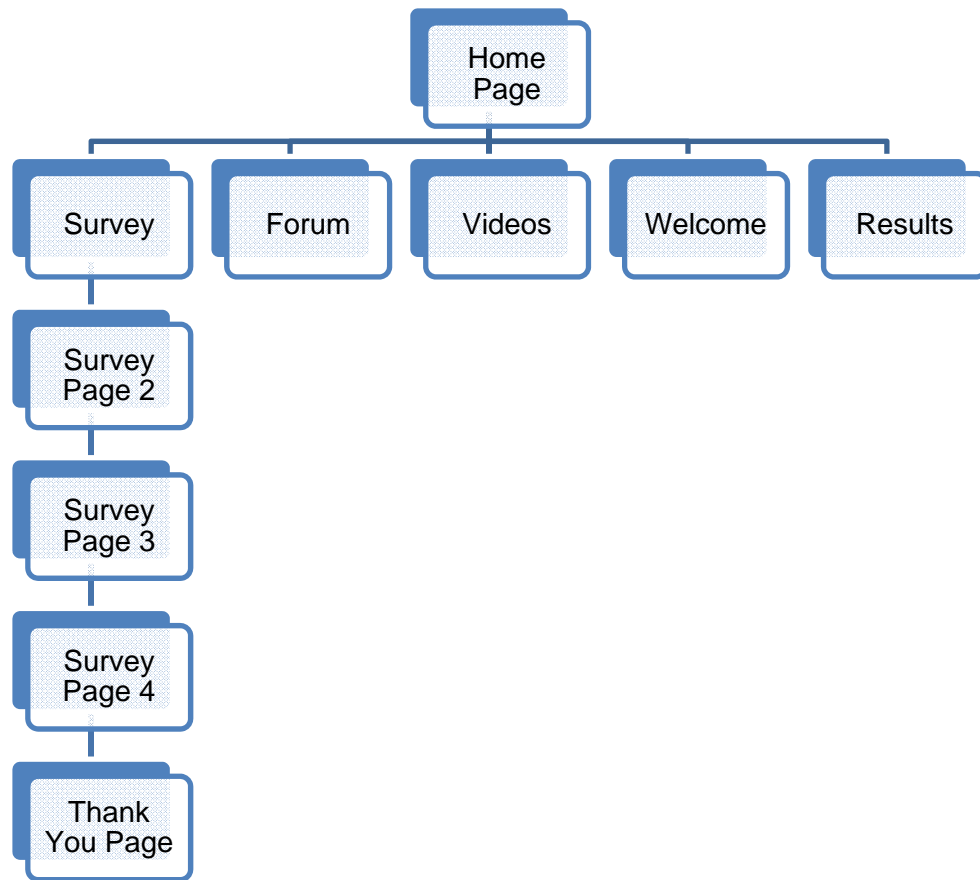 Home
Page
Survey
Forum
Videos
Welcome
Results
Survey
Page 2
Survey
Page 3
Survey
Page 4
Thank
You Page